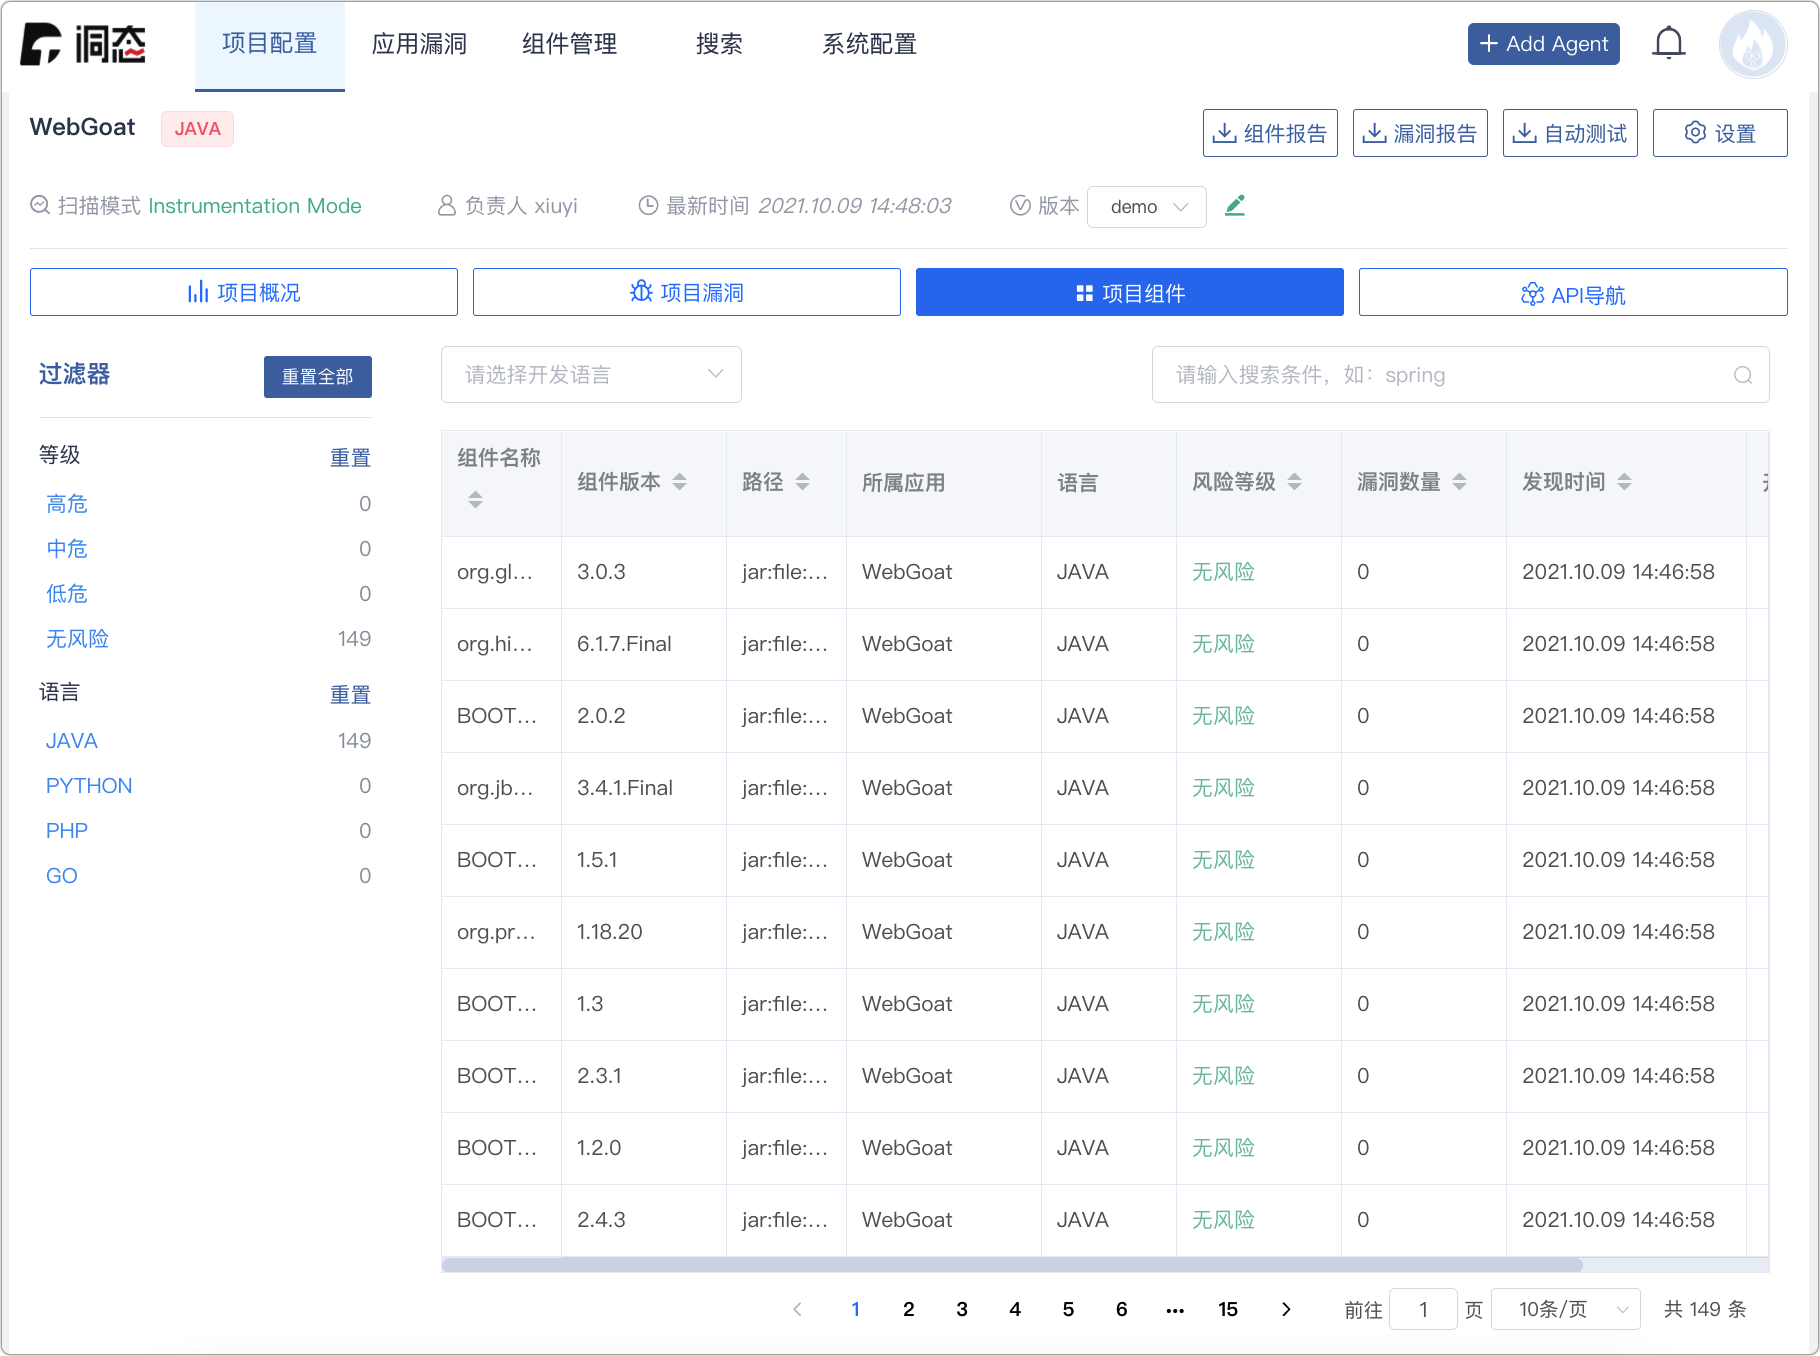 洞态
项目配置 应用漏洞 组件管理 搜索 系统配置 + Add Agent
WebGoat JAVA 组件报告 漏洞报告 自动测试 设置
扫描模式 Instrumentation Mode 负责人 xiuyi 最新时间 2021.10.09 14:48:03 版本 demo
项目概况 项目漏洞 项目组件 API导航
过滤器 重置全部
等级 重置
高危 0
中危 0
低危 0
无风险 149
语言 重置
JAVA 149
PYTHON 0
PHP 0
GO 0
请选择开发语言 请输入搜索条件，如：spring
组件名称 组件版本 路径 所属应用 语言 风险等级 漏洞数量 发现时间
org.gl... 3.0.3 jar:file:... WebGoat JAVA 无风险 0 2021.10.09 14:46:58
org.hi... 6.1.7.Final jar:file:... WebGoat JAVA 无风险 0 2021.10.09 14:46:58
BOOT... 2.0.2 jar:file:... WebGoat JAVA 无风险 0 2021.10.09 14:46:58
org.jb... 3.4.1.Final jar:file:... WebGoat JAVA 无风险 0 2021.10.09 14:46:58
BOOT... 1.5.1 jar:file:... WebGoat JAVA 无风险 0 2021.10.09 14:46:58
org.pr... 1.18.20 jar:file:... WebGoat JAVA 无风险 0 2021.10.09 14:46:58
BOOT... 1.3 jar:file:... WebGoat JAVA 无风险 0 2021.10.09 14:46:58
BOOT... 2.3.1 jar:file:... WebGoat JAVA 无风险 0 2021.10.09 14:46:58
BOOT... 1.2.0 jar:file:... WebGoat JAVA 无风险 0 2021.10.09 14:46:58
BOOT... 2.4.3 jar:file:... WebGoat JAVA 无风险 0 2021.10.09 14:46:58
1 2 3 4 5 6 ... 15 前往 1 页 10条/页 共 149 条